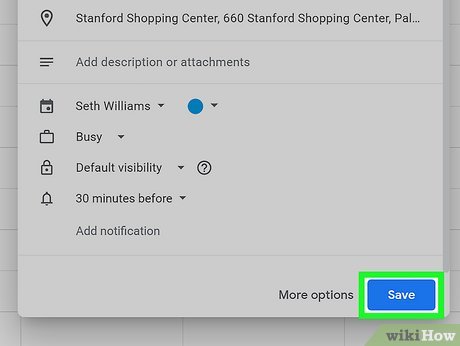 Stanford Shopping Center, 660 Stanford Shopping Center, Pal...
Add description or attachments
Seth Williams
Busy
Default visibility
30 minutes before
Add notification
More options Save
wikiHow